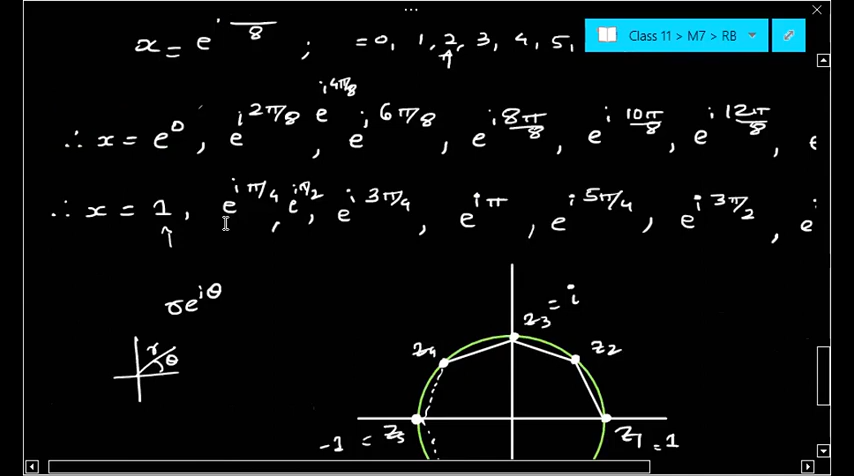 ...
x = e^{i __/8} ; = 0, 1, 2, 3, 4, 5,
Class 11 > M7 > RB
∴ x = e^0, e^{i2π/8}, e^{i4π/8}, e^{i6π/8}, e^{i8π/8}, e^{i10π/8}, e^{i12π/8}, e
∴ x = 1, e^{iπ/4}, e^{iπ/2}, e^{i3π/4}, e^{iπ}, e^{i5π/4}, e^{i3π/2}, e^i
re^{iθ}
r
θ
z3 = i
z4
z2
-1 = z5
z1 = 1